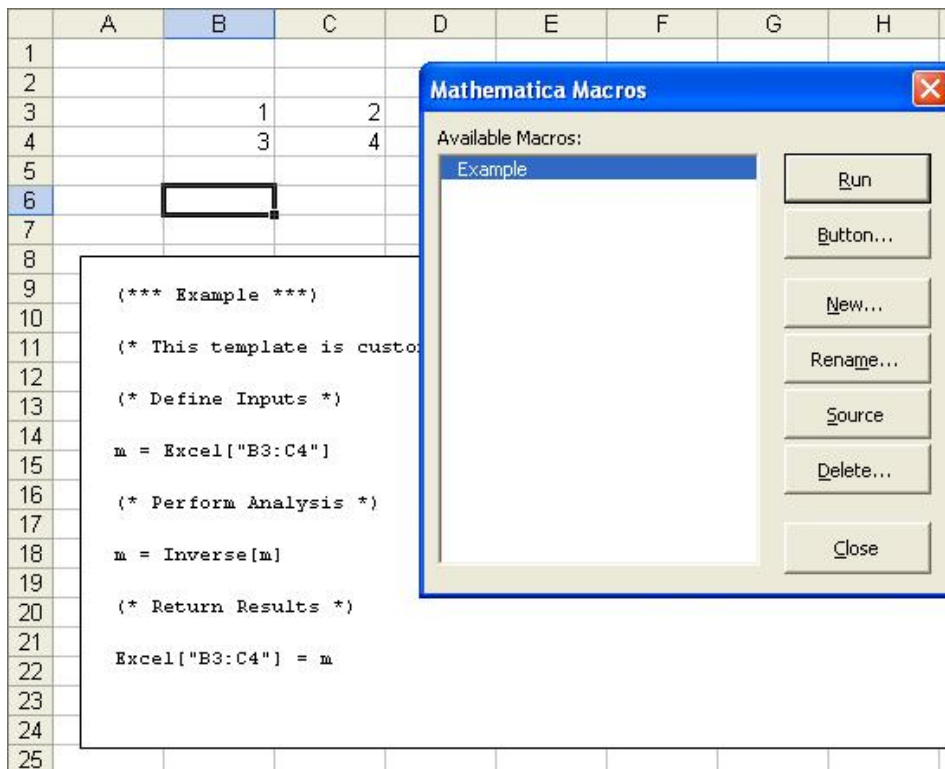 A B C D E F G H
1
2
3 1 2
4 3 4
5
6
7
8
9
10
11
12
13
14
15
16
17
18
19
20
21
22
23
24
25
(*** Example ***)
(* This template is custo
(* Define Inputs *)
m = Excel["B3:C4"]
(* Perform Analysis *)
m = Inverse[m]
(* Return Results *)
Excel["B3:C4"] = m
Mathematica Macros
Available Macros:
Example
Run
Button...
New...
Rename...
Source
Delete...
Close